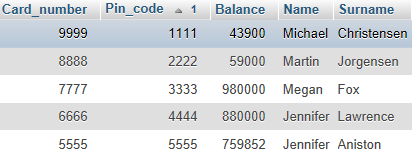 Card_number Pin_code 1 Balance Name Surname
9999 1111 43900 Michael Christensen
8888 2222 59000 Martin Jorgensen
7777 3333 980000 Megan Fox
6666 4444 880000 Jennifer Lawrence
5555 5555 759852 Jennifer Aniston